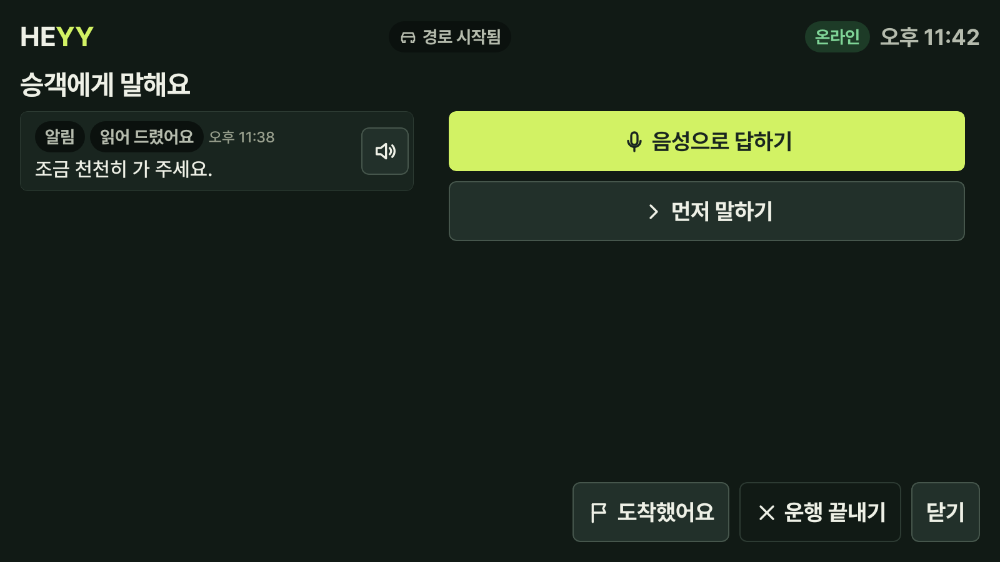 HEYY
경로 시작됨
온라인 오후 11:42
승객에게 말해요
알림 읽어 드렸어요 오후 11:38
조금 천천히 가 주세요.
음성으로 답하기
먼저 말하기
도착했어요
운행 끝내기
닫기